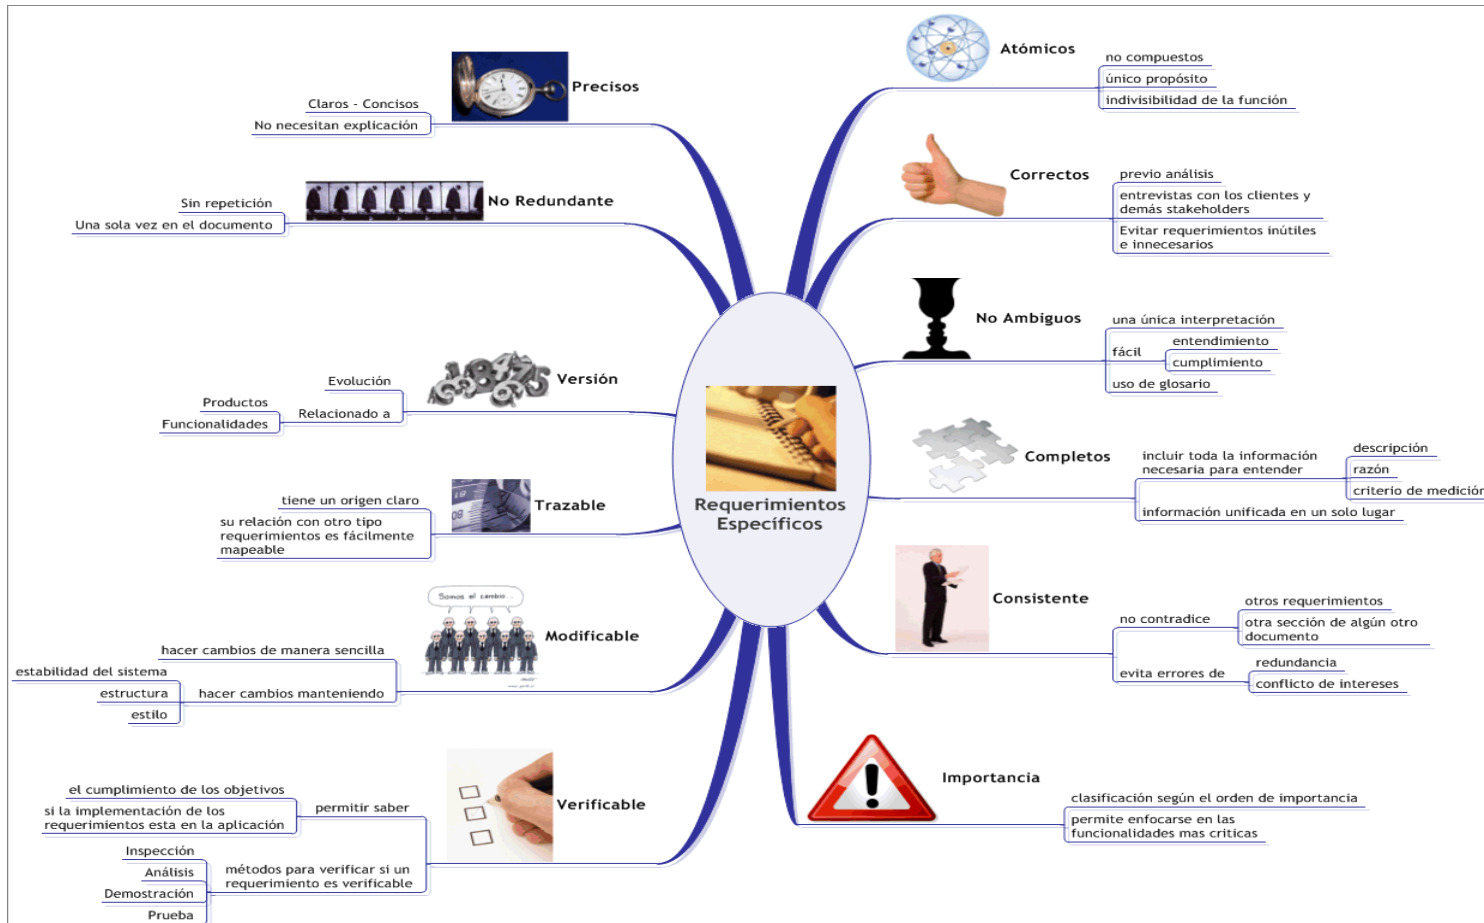 Requerimientos
Específicos
Atómicos
no compuestos
único propósito
indivisibilidad de la función
Correctos
previo análisis
entrevistas con los clientes y
demás stakeholders
Evitar requerimientos inútiles
e innecesarios
No Ambiguos
una única interpretación
fácil
entendimiento
cumplimiento
uso de glosario
Completos
incluir toda la información
necesaria para entender
descripción
razón
criterio de medición
información unificada en un solo lugar
Consistente
no contradice
otros requerimientos
otra sección de algún otro
documento
evita errores de
redundancia
conflicto de intereses
Importancia
clasificación según el orden de importancia
permite enfocarse en las
funcionalidades mas criticas
Precisos
Claros - Concisos
No necesitan explicación
No Redundante
Sin repetición
Una sola vez en el documento
Versión
Evolución
Relacionado a
Productos
Funcionalidades
Trazable
tiene un origen claro
su relación con otro tipo
requerimientos es fácilmente
mapeable
Somos el cambio...
Modificable
hacer cambios de manera sencilla
hacer cambios manteniendo
estabilidad del sistema
estructura
estilo
Verificable
permitir saber
el cumplimiento de los objetivos
si la implementación de los
requerimientos esta en la aplicación
métodos para verificar si un
requerimiento es verificable
Inspección
Análisis
Demostración
Prueba